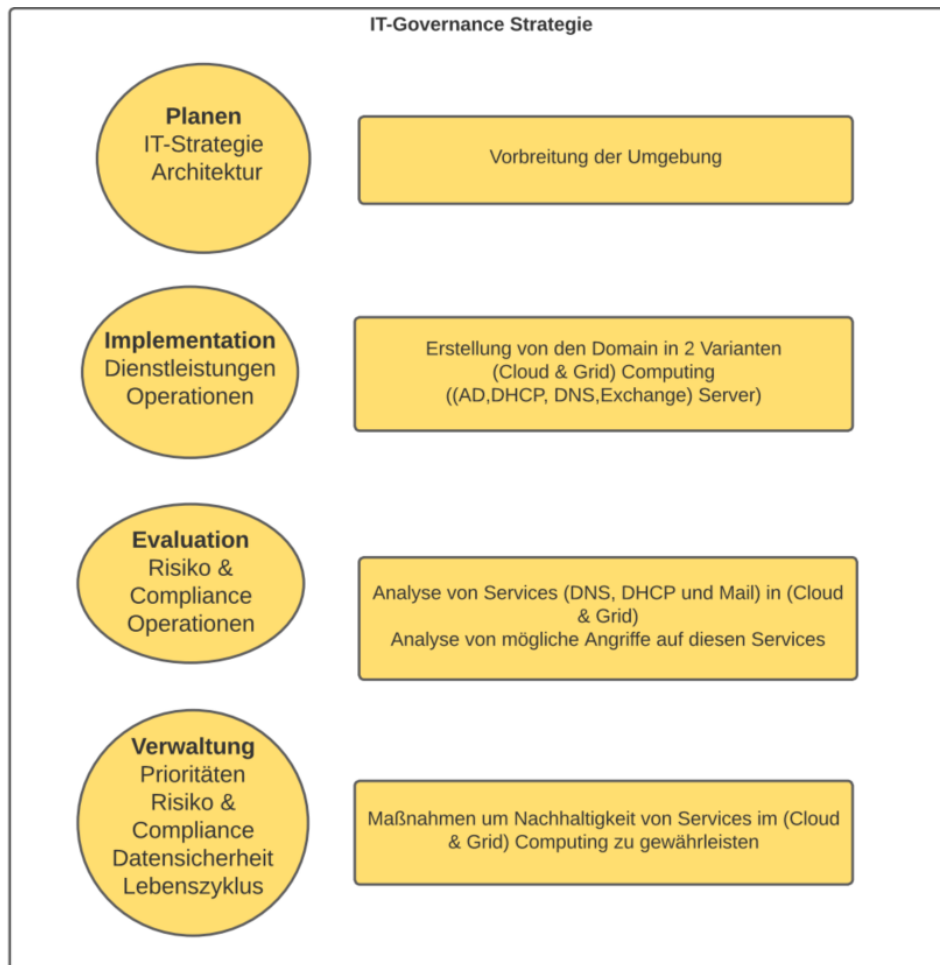 IT-Governance Strategie
Planen
IT-Strategie
Architektur
Vorbreitung der Umgebung
Implementation
Dienstleistungen
Operationen
Erstellung von den Domain in 2 Varianten
(Cloud & Grid) Computing
((AD,DHCP, DNS,Exchange) Server)
Evaluation
Risiko &
Compliance
Operationen
Analyse von Services (DNS, DHCP und Mail) in (Cloud
& Grid)
Analyse von mögliche Angriffe auf diesen Services
Verwaltung
Prioritäten
Risiko &
Compliance
Datensicherheit
Lebenszyklus
Maßnahmen um Nachhaltigkeit von Services im (Cloud
& Grid) Computing zu gewährleisten